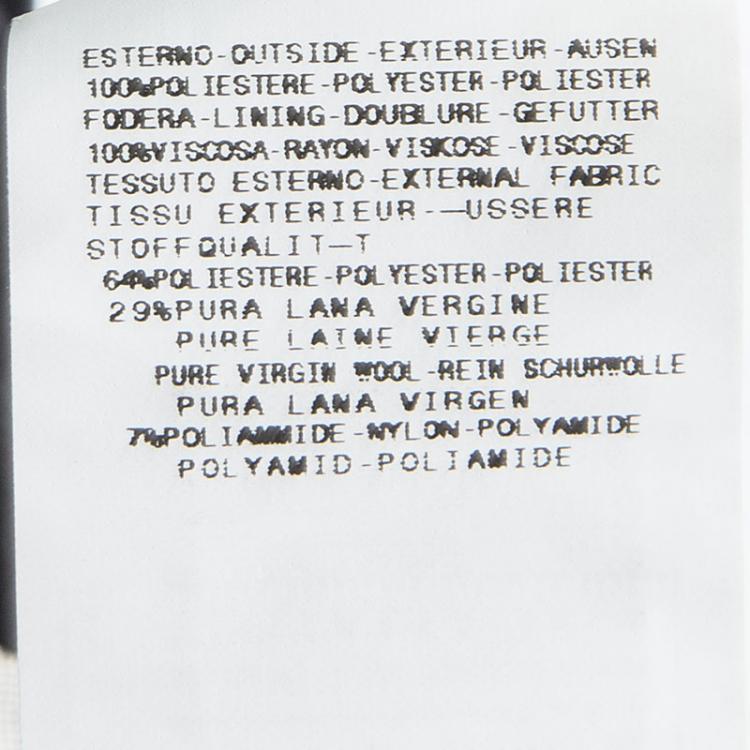 ESTERNO-OUTSIDE-EXTERIEUR-AUSEN
100%POLIESTERE-POLYESTER-POLIESTER
FODERA-LINING-DOUBLURE-GEFUTTER
100%VISCOSA-RAYON-VISKOSE-VISCOSE
TESSUTO ESTERNO-EXTERNAL FABRIC
TISSU EXTERIEUR-—USSERE
STOFFQUALIT—T
64%POLIESTERE-POLYESTER-POLIESTER
29%PURA LANA VERGINE
PURE LAINE VIERGE
PURE VIRGIN WOOL-REIN SCHURWOLLE
PURA LANA VIRGEN
7%POLIAMMIDE-NYLON-POLYAMIDE
POLYAMID-POLIAMIDE